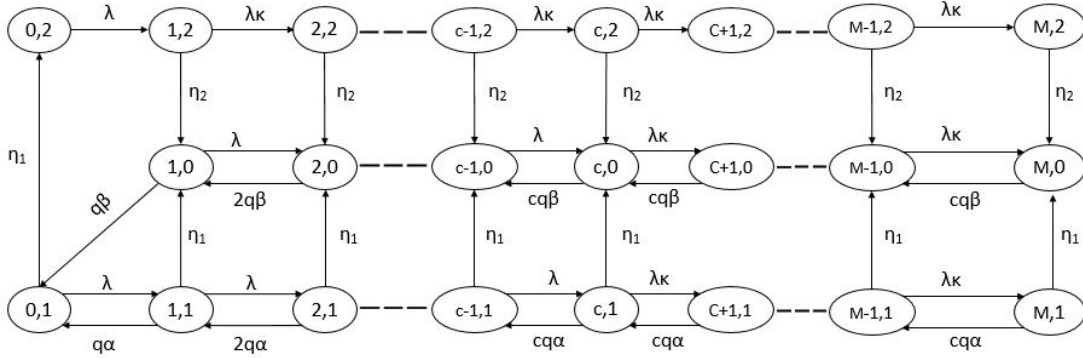 λ λκ λκ λκ λκ
0,2 1,2 2,2 c-1,2 c,2 C+1,2 M-1,2 M,2
η2 η2 η2 η2 η2 η2
λ λ λκ λκ
η1
1,0 2,0 c-1,0 c,0 C+1,0 M-1,0 M,0
qβ 2qβ cqβ cqβ cqβ
η1 η1 η1 η1 η1 η1
λ λ λ λκ λκ
0,1 1,1 2,1 c-1,1 c,1 C+1,1 M-1,1 M,1
qα 2qα cqα cqα cqα